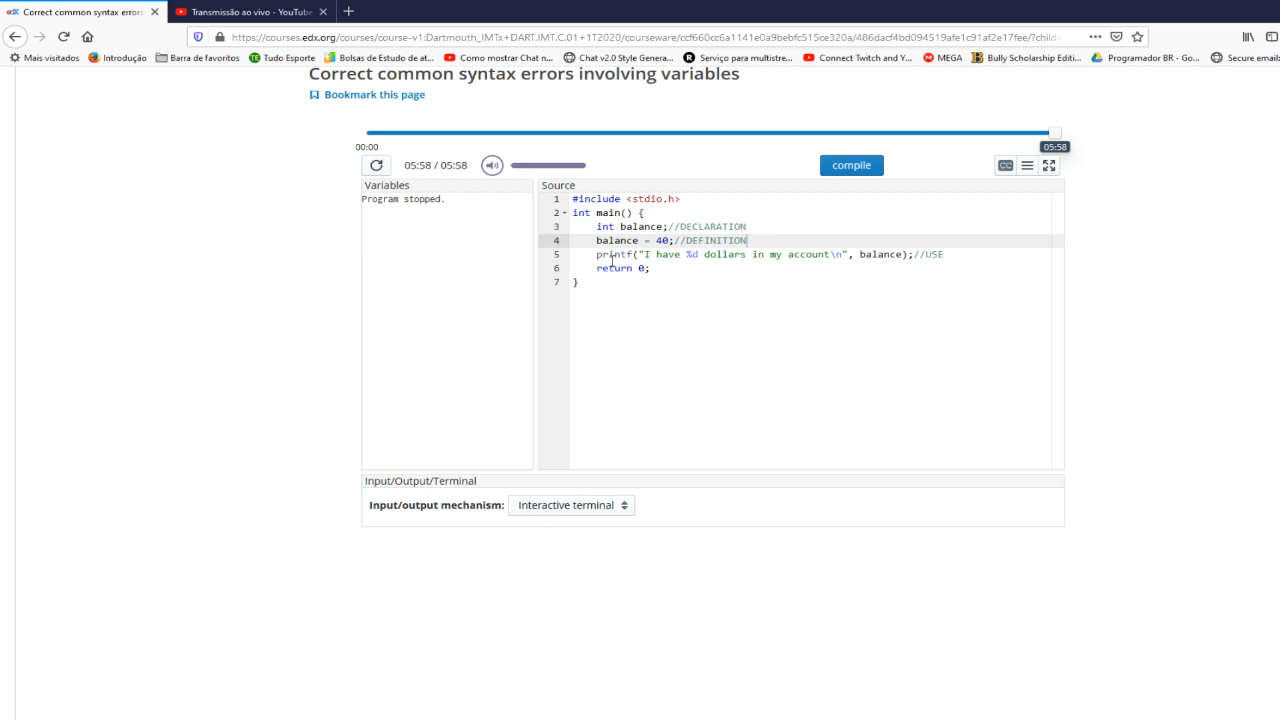 Correct common syntax errors
Transmissão ao vivo - YouTube
https://courses.edx.org/courses/course-v1:Dartmouth_IMTx+DART.IMT.C.01+1T2020/courseware/ccf660cc6a1141e0a9bebfc515ce320a/486dacf4bd094519afe1c91af2e17fee/?child=
Mais visitados Introdução Barra de favoritos Tudo Esporte Bolsas de Estudo de at... Como mostrar Chat n... Chat v2.0 Style Genera... Serviço para multistre... Connect Twitch and Y... MEGA Bully Scholarship Editi... Programador BR - Go... Secure email:
Correct common syntax errors involving variables
Bookmark this page
00:00
05:58
05:58 / 05:58
compile
CC
Variables
Program stopped.
Source
1 #include <stdio.h>
2 int main() {
3 int balance;//DECLARATION
4 balance = 40;//DEFINITION
5 printf("I have %d dollars in my account\n", balance);//USE
6 return 0;
7 }
Input/Output/Terminal
Input/output mechanism: Interactive terminal